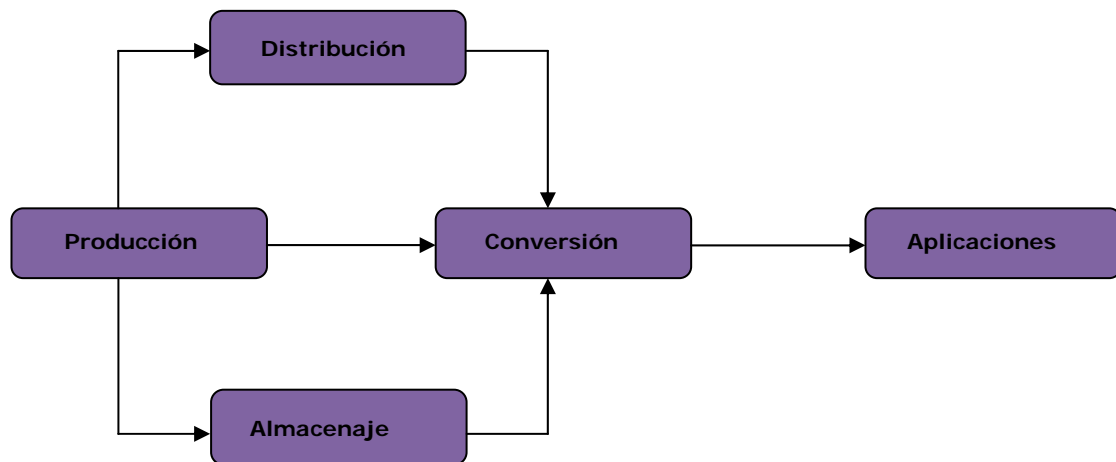 Distribución
Producción
Conversión
Aplicaciones
Almacenaje